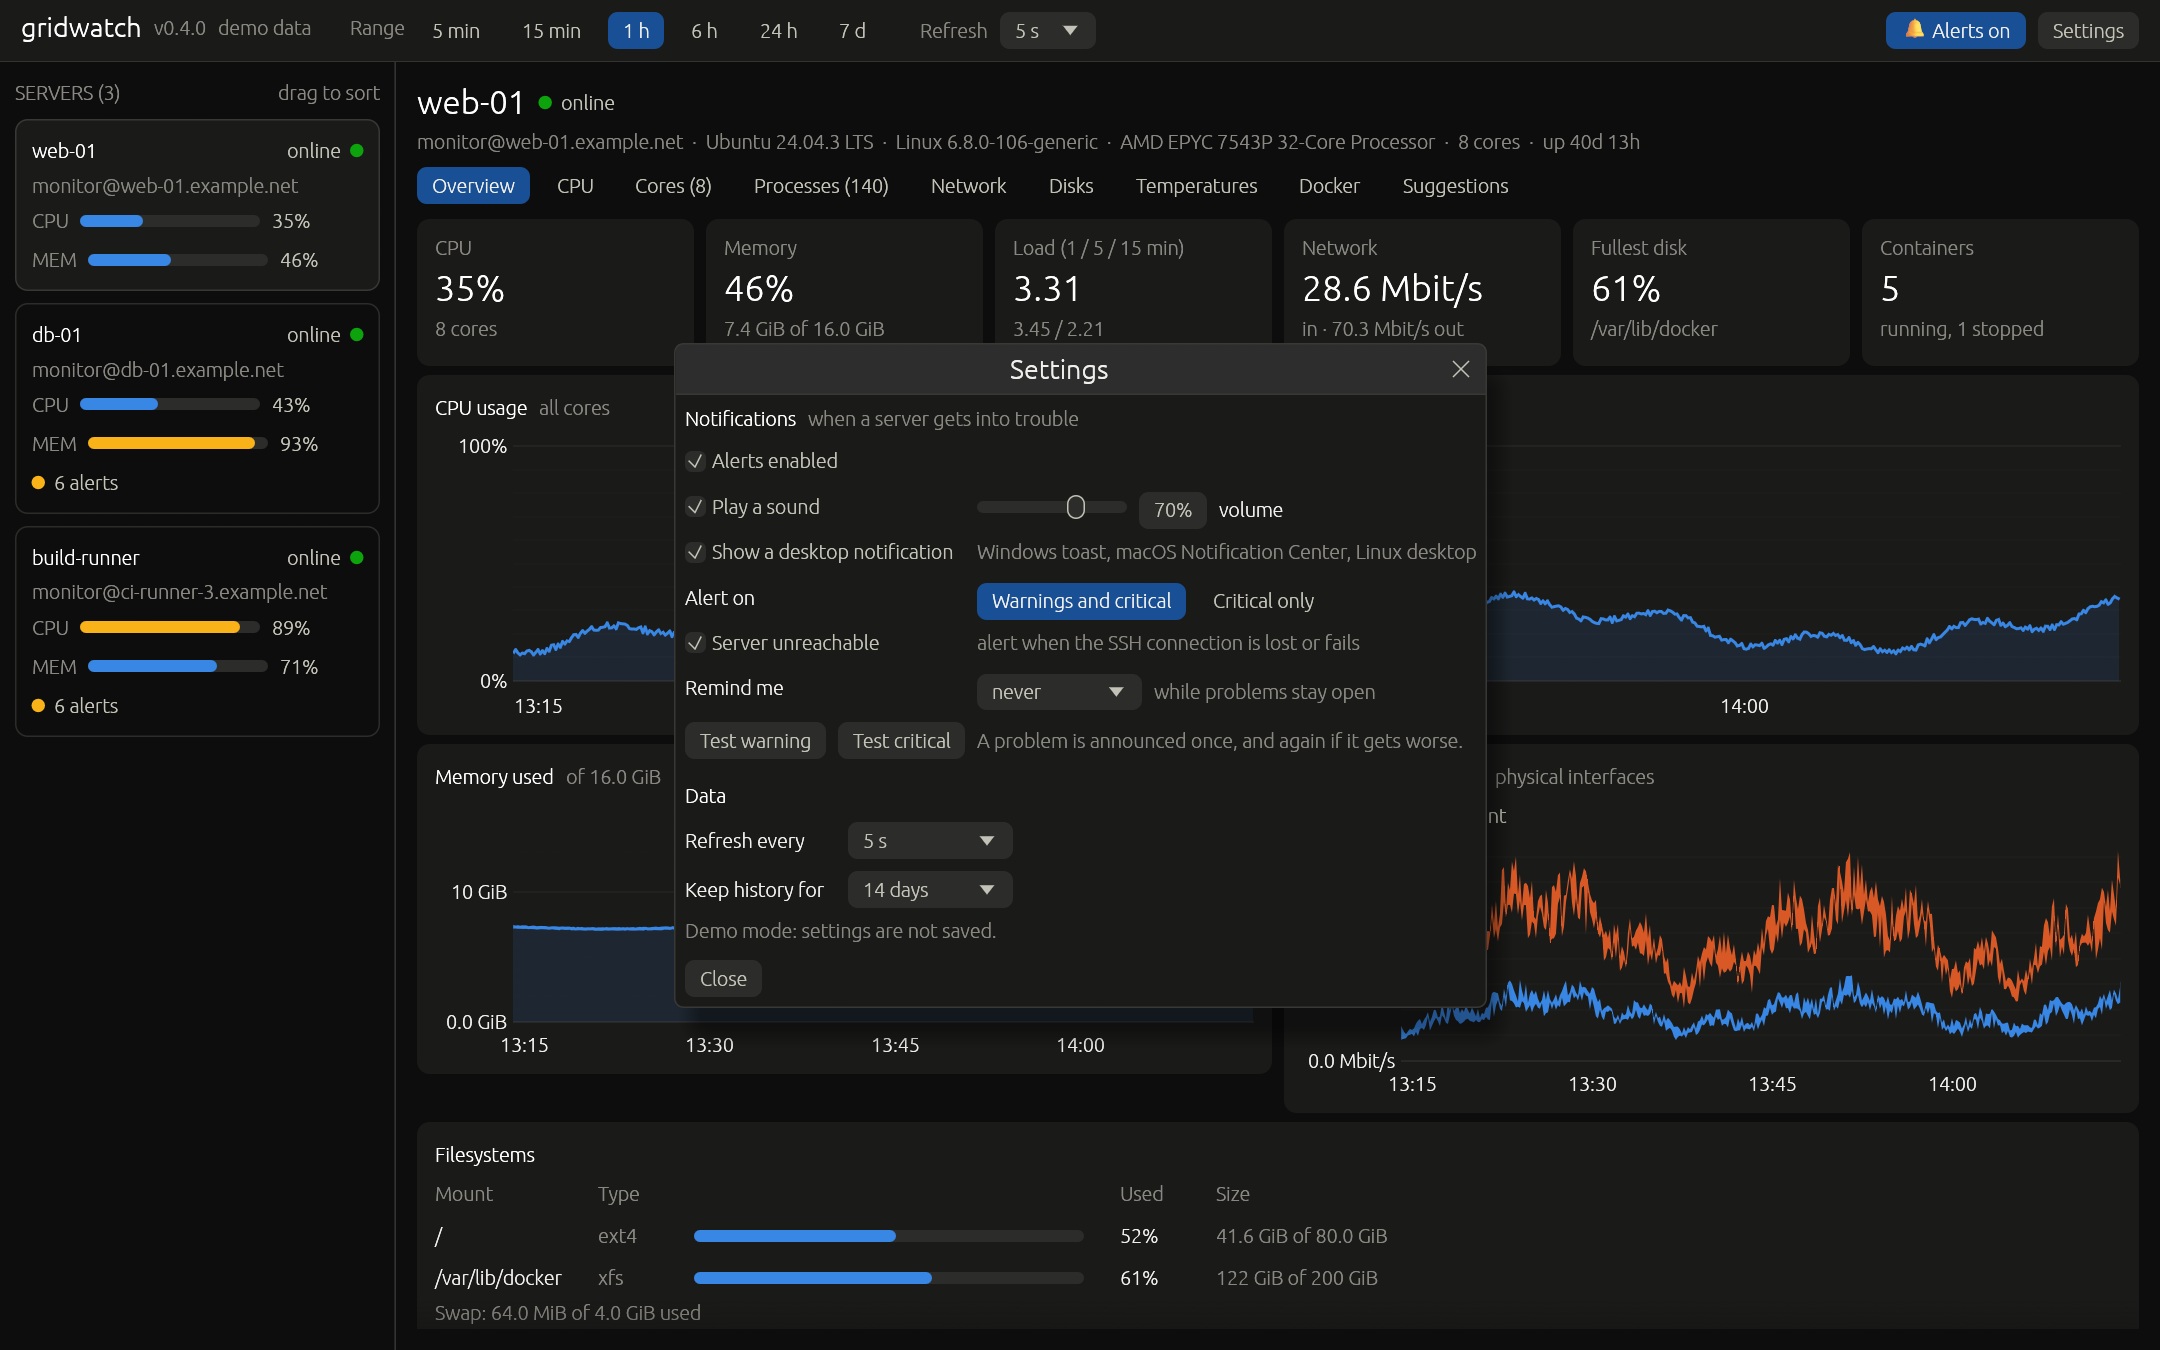 gridwatch v0.4.0 demo data Range 5 min 15 min 1 h 6 h 24 h 7 d Refresh 5 s 🔔 Alerts on Settings
SERVERS (3) drag to sort
web-01 online
monitor@web-01.example.net
CPU 35%
MEM 46%
db-01 online
monitor@db-01.example.net
CPU 43%
MEM 93%
6 alerts
build-runner online
monitor@ci-runner-3.example.net
CPU 89%
MEM 71%
6 alerts
web-01 online
monitor@web-01.example.net · Ubuntu 24.04.3 LTS · Linux 6.8.0-106-generic · AMD EPYC 7543P 32-Core Processor · 8 cores · up 40d 13h
Overview CPU Cores (8) Processes (140) Network Disks Temperatures Docker Suggestions
CPU
35%
8 cores
Memory
46%
7.4 GiB of 16.0 GiB
Load (1 / 5 / 15 min)
3.31
3.45 / 2.21
Network
28.6 Mbit/s
in · 70.3 Mbit/s out
Fullest disk
61%
/var/lib/docker
Containers
5
running, 1 stopped
CPU usage all cores
100%
0%
13:15
14:00
Settings
Notifications when a server gets into trouble
Alerts enabled
Play a sound 70% volume
Show a desktop notification Windows toast, macOS Notification Center, Linux desktop
Alert on Warnings and critical Critical only
Server unreachable alert when the SSH connection is lost or fails
Remind me never while problems stay open
Test warning Test critical A problem is announced once, and again if it gets worse.
Data
Refresh every 5 s
Keep history for 14 days
Demo mode: settings are not saved.
Close
Memory used of 16.0 GiB
10 GiB
0.0 GiB
13:15 13:30 13:45 14:00
physical interfaces
0.0 Mbit/s
13:15 13:30 13:45 14:00
Filesystems
Mount Type Used Size
/ ext4 52% 41.6 GiB of 80.0 GiB
/var/lib/docker xfs 61% 122 GiB of 200 GiB
Swap: 64.0 MiB of 4.0 GiB used